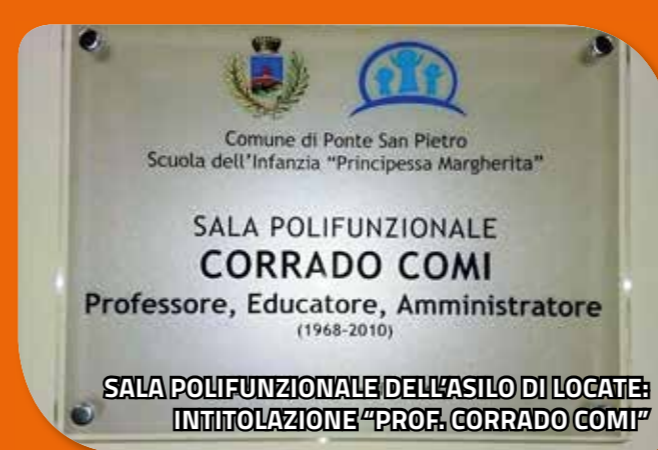 Comune di Ponte San Pietro
Scuola dell'Infanzia "Principessa Margherita"
SALA POLIFUNZIONALE
CORRADO COMI
Professore, Educatore, Amministratore
(1968-2010)
SALA POLIFUNZIONALE DELL'ASILO DI LOCATE:
INTITOLAZIONE "PROF. CORRADO COMI"